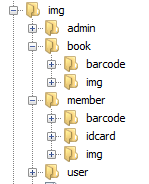 img
admin
book
barcode
img
member
barcode
idcard
img
user